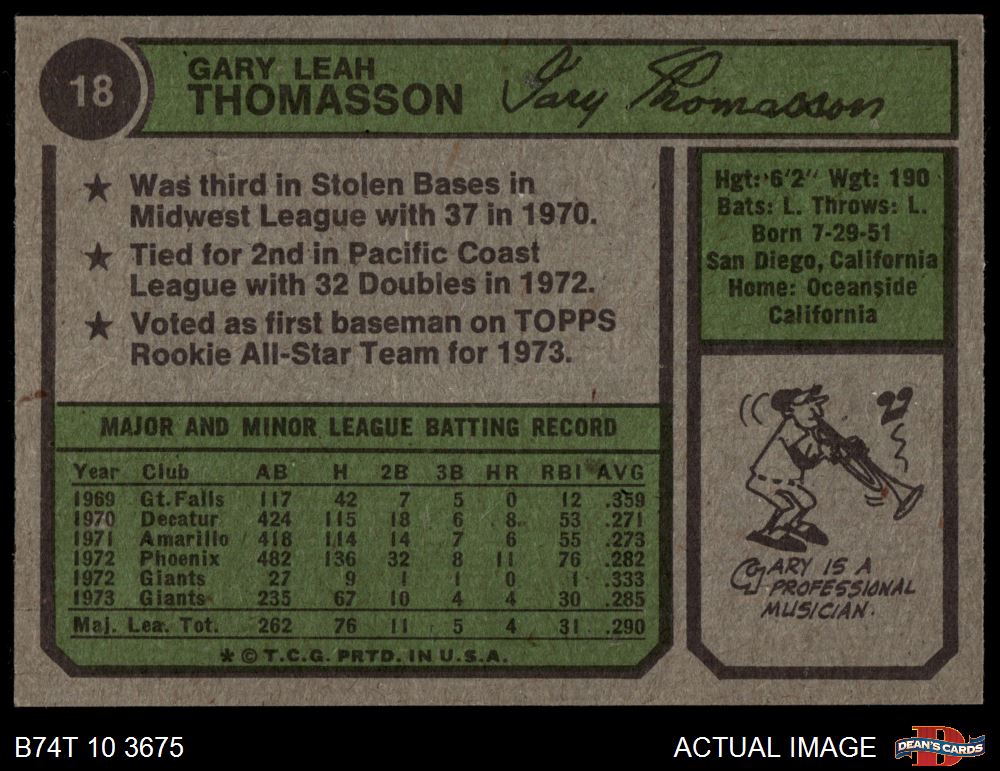 18
GARY LEAH
THOMASSON
Gary Thomasson
★ Was third in Stolen Bases in
Midwest League with 37 in 1970.
★ Tied for 2nd in Pacific Coast
League with 32 Doubles in 1972.
★ Voted as first baseman on TOPPS
Rookie All-Star Team for 1973.
Hgt: 6'2" Wgt: 190
Bats: L. Throws: L.
Born 7-29-51
San Diego, California
Home: Oceanside
California
MAJOR AND MINOR LEAGUE BATTING RECORD
Year Club AB H 2B 3B HR RBI AVG
1969 Gt. Falls 117 42 7 5 0 12 .359
1970 Decatur 424 115 18 6 8 53 .271
1971 Amarillo 418 114 14 7 6 55 .273
1972 Phoenix 482 136 32 8 11 76 .282
1972 Giants 27 9 1 1 0 1 .333
1973 Giants 235 67 10 4 4 30 .285
Maj. Lea. Tot. 262 76 11 5 4 31 .290
* © T.C.G. PRTD. IN U.S.A.
GARY IS A
PROFESSIONAL
MUSICIAN.
B74T 10 3675
ACTUAL IMAGE
D
DEAN'S CARDS